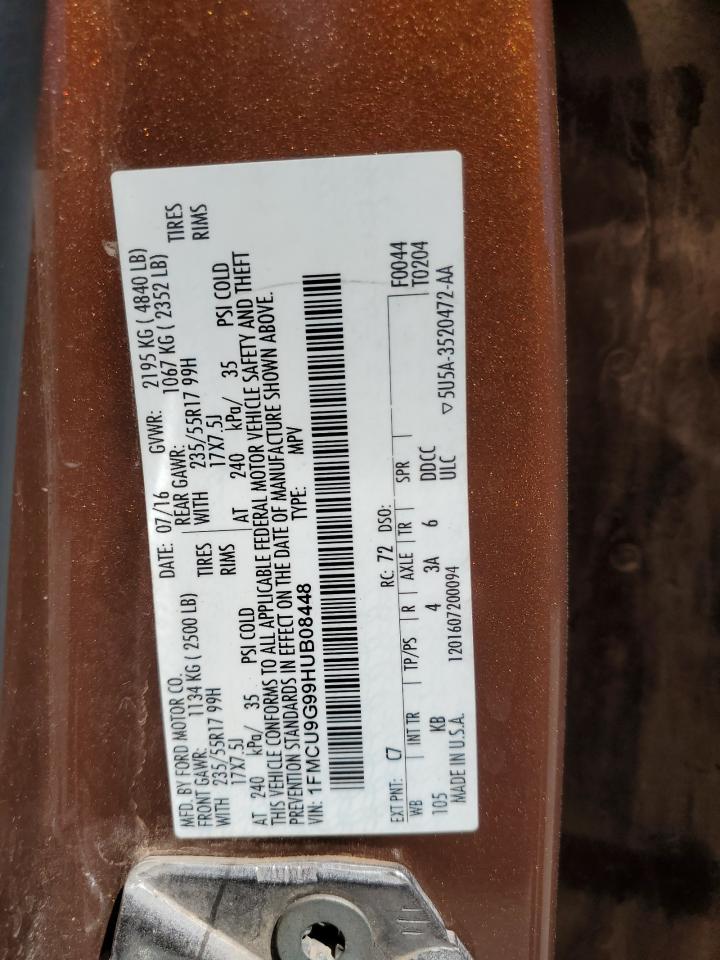 MFD. BY FORD MOTOR CO. DATE: 07/16 GVWR: 2195 KG ( 4840 LB)
FRONT GAWR: 1134 KG ( 2500 LB) REAR GAWR: 1067 KG ( 2352 LB)
WITH 235/55R17 99H TIRES WITH 235/55R17 99H TIRES
17X7.5J RIMS 17X7.5J RIMS
AT 240 kPa/ 35 PSI COLD AT 240 kPa/ 35 PSI COLD
THIS VEHICLE CONFORMS TO ALL APPLICABLE FEDERAL MOTOR VEHICLE SAFETY AND THEFT
PREVENTION STANDARDS IN EFFECT ON THE DATE OF MANUFACTURE SHOWN ABOVE.
VIN: 1FMCU9G99HUB08448 TYPE: MPV
EXT PNT: C7 RC: 72 DSO: F0044
WB INT TR TP/PS R AXLE TR SPR T0204
105 KB 4 3A 6 DDCC
MADE IN U.S.A. 1201607200094 ULC ▽5U5A-3520472-AA